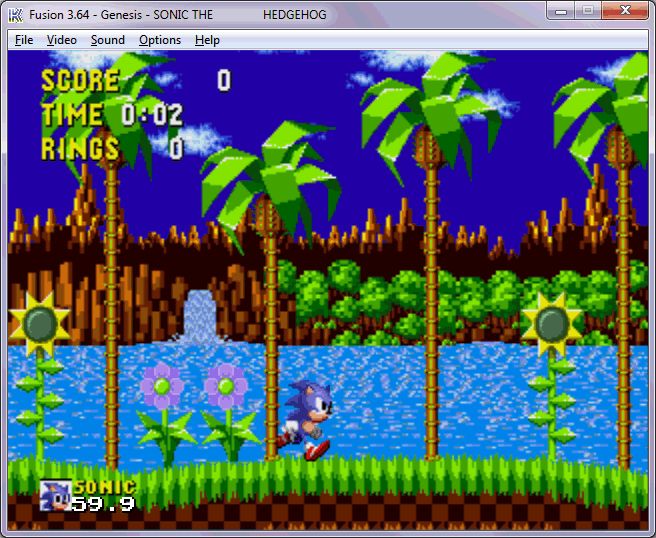 Fusion 3.64 - Genesis - SONIC THE HEDGEHOG
File Video Sound Options Help
SCORE 0
TIME 0:02
RINGS 0
SONIC
59.9